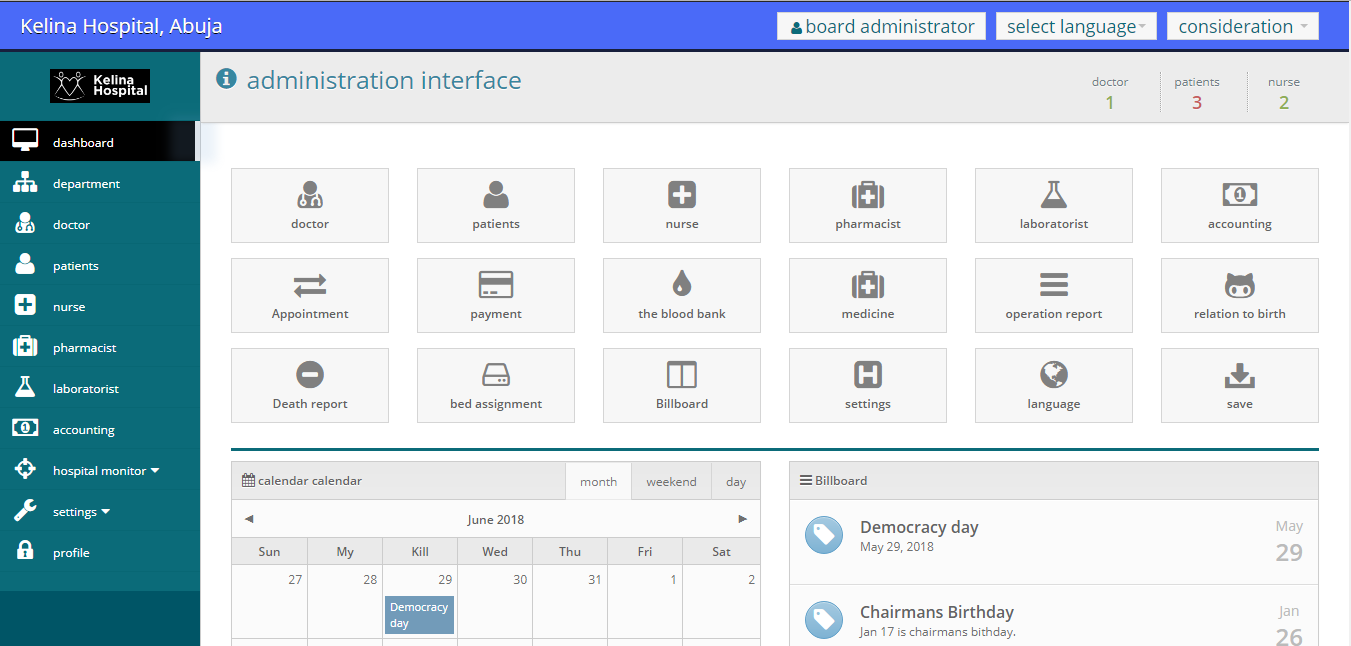 Kelina Hospital, Abuja
board administrator
select language
consideration
Kelina
Hospital
administration interface
doctor
1
patients
3
nurse
2
dashboard
department
doctor
patients
nurse
pharmacist
laboratorist
accounting
hospital monitor
settings
profile
doctor
patients
nurse
pharmacist
laboratorist
accounting
Appointment
payment
the blood bank
medicine
operation report
relation to birth
Death report
bed assignment
Billboard
settings
language
save
calendar calendar
month
weekend
day
June 2018
Sun My Kill Wed Thu Fri Sat
27 28 29 30 31 1 2
Democracy
day
Billboard
Democracy day
May 29, 2018
May
29
Chairmans Birthday
Jan 17 is chairmans bithday.
Jan
26